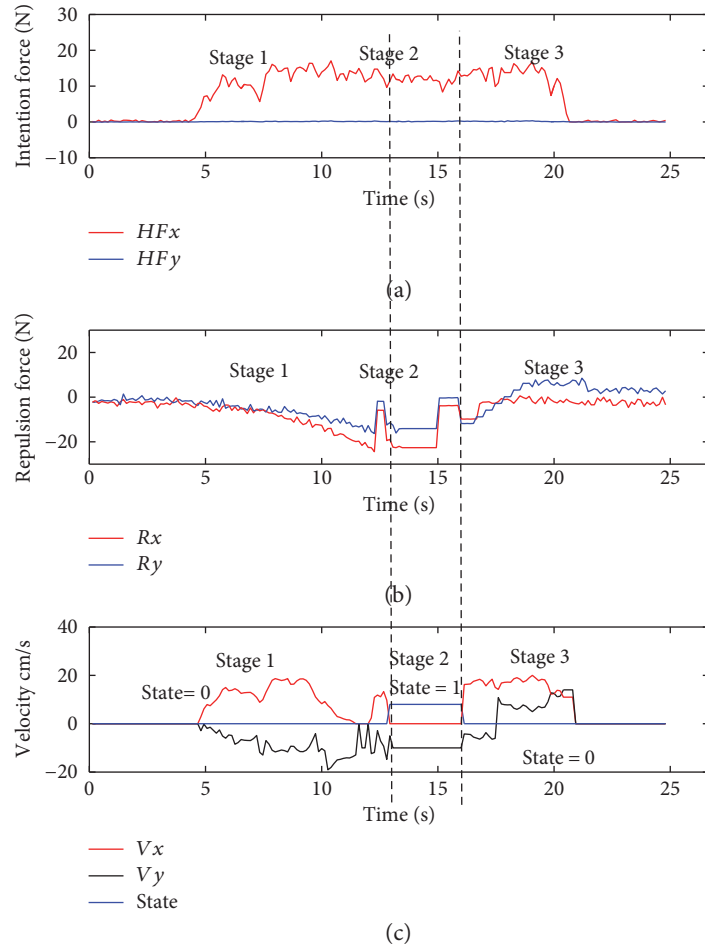 30
20
10
0
−10
Intention force (N)
Stage 1
Stage 2
Stage 3
0 5 10 15 20 25
Time (s)
HFx
HFy
(a)
20
0
−20
Repulsion force (N)
Stage 1
Stage 2
Stage 3
0 5 10 15 20 25
Time (s)
Rx
Ry
(b)
40
20
0
−20
Velocity cm/s
Stage 1
Stage 2
Stage 3
State= 0
State = 1
State = 0
0 5 10 15 20 25
Time (s)
Vx
Vy
State
(c)